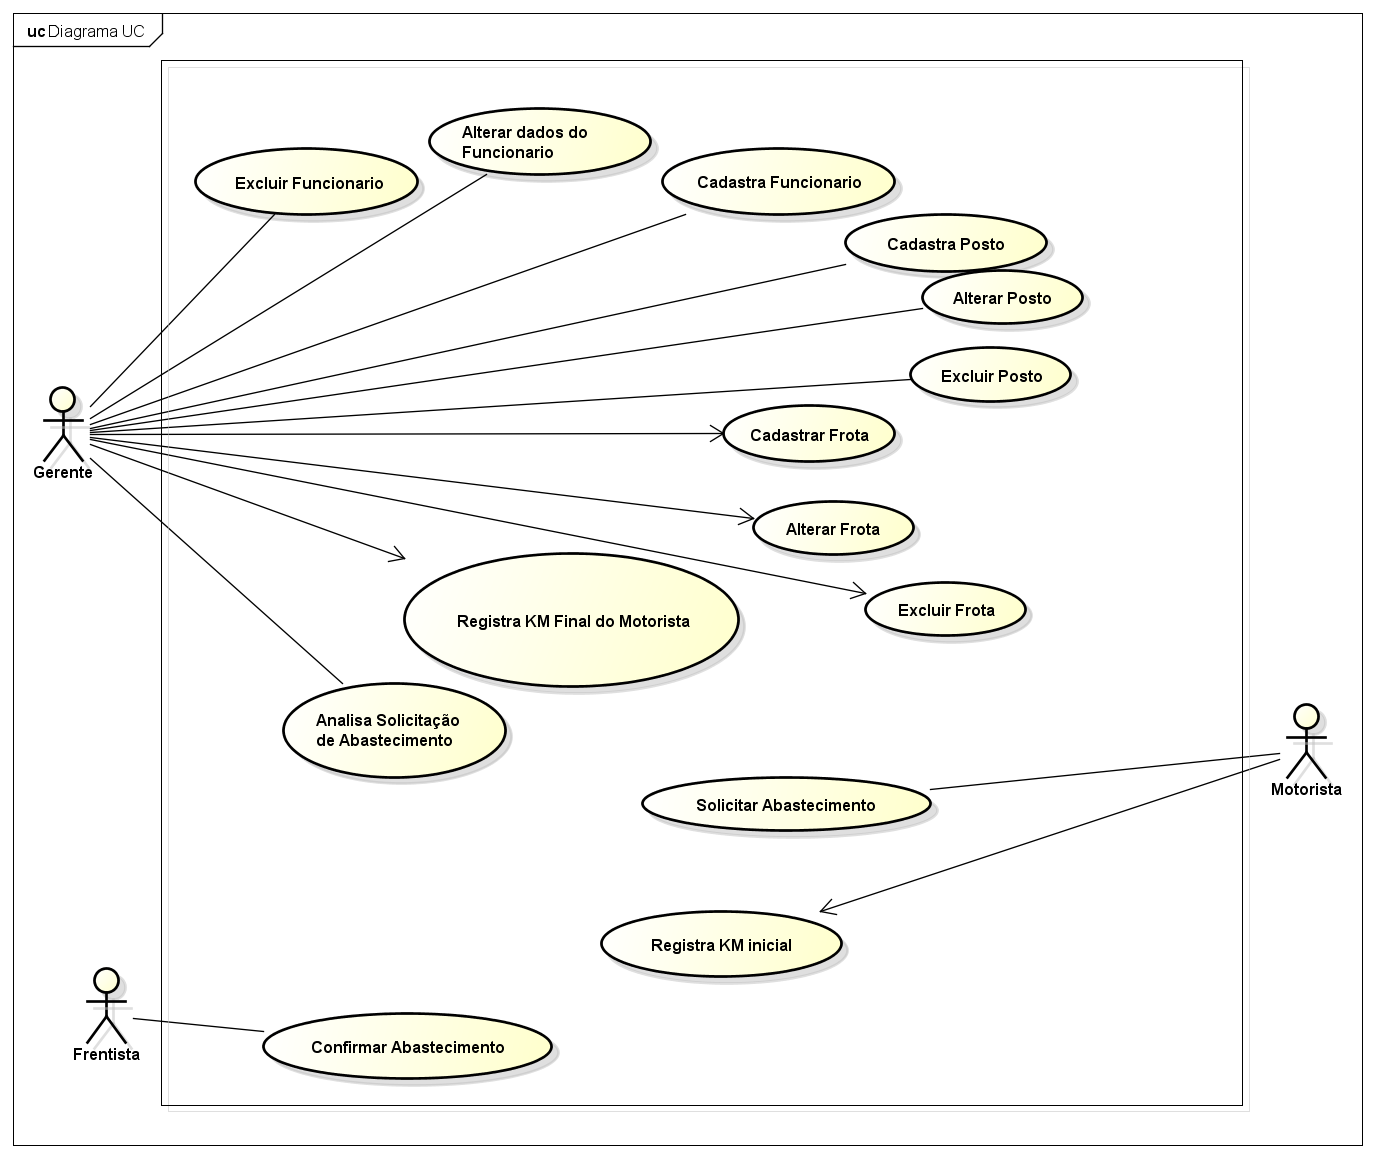 uc Diagrama UC
Alterar dados do
Funcionario
Excluir Funcionario
Cadastra Funcionario
Cadastra Posto
Alterar Posto
Excluir Posto
Cadastrar Frota
Gerente
Alterar Frota
Excluir Frota
Registra KM Final do Motorista
Analisa Solicitação
de Abastecimento
Motorista
Solicitar Abastecimento
Registra KM inicial
Frentista
Confirmar Abastecimento